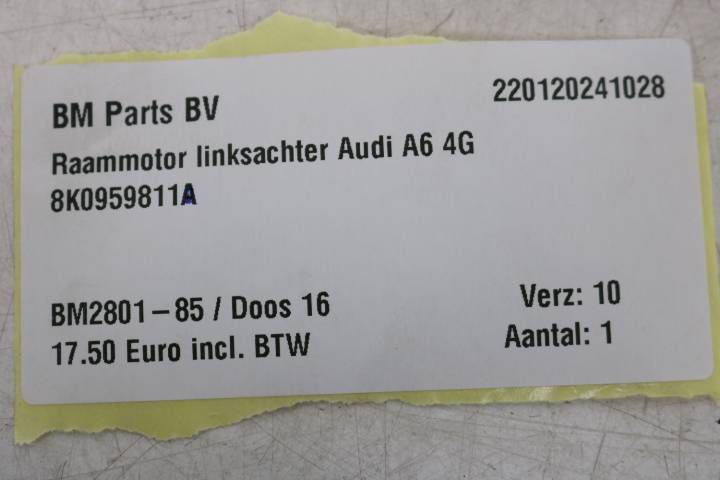 BM Parts BV 220120241028
Raammotor linksachter Audi A6 4G
8K0959811A
BM2801-85 / Doos 16 Verz: 10
17.50 Euro incl. BTW Aantal: 1